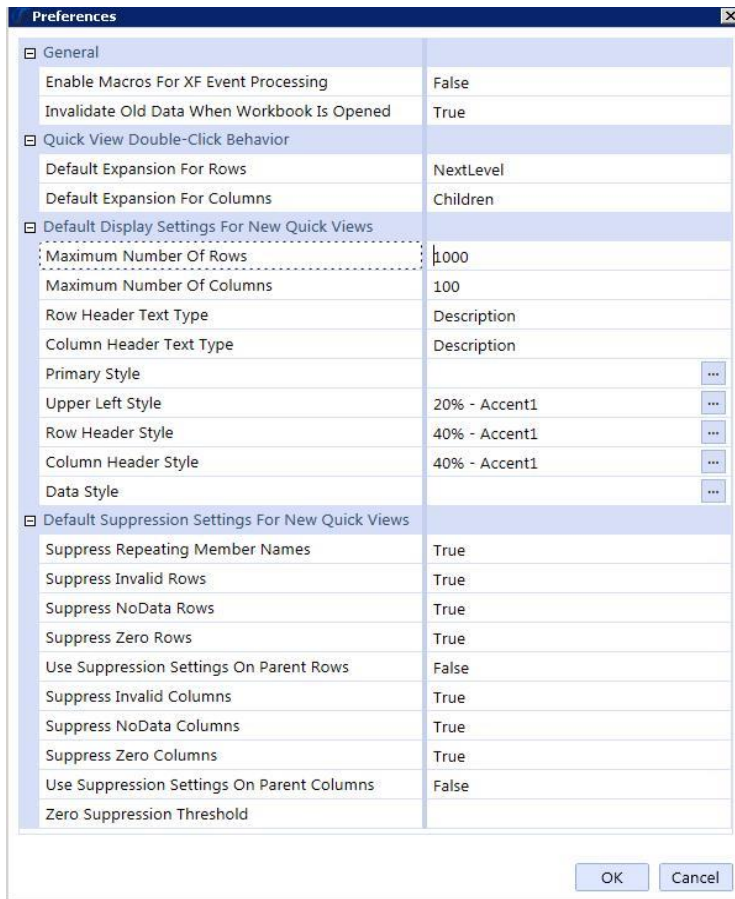 Preferences
General
Enable Macros For XF Event Processing False
Invalidate Old Data When Workbook Is Opened True
Quick View Double-Click Behavior
Default Expansion For Rows NextLevel
Default Expansion For Columns Children
Default Display Settings For New Quick Views
Maximum Number Of Rows 1000
Maximum Number Of Columns 100
Row Header Text Type Description
Column Header Text Type Description
Primary Style ...
Upper Left Style 20% - Accent1 ...
Row Header Style 40% - Accent1 ...
Column Header Style 40% - Accent1 ...
Data Style ...
Default Suppression Settings For New Quick Views
Suppress Repeating Member Names True
Suppress Invalid Rows True
Suppress NoData Rows True
Suppress Zero Rows True
Use Suppression Settings On Parent Rows False
Suppress Invalid Columns True
Suppress NoData Columns True
Suppress Zero Columns True
Use Suppression Settings On Parent Columns False
Zero Suppression Threshold
OK Cancel